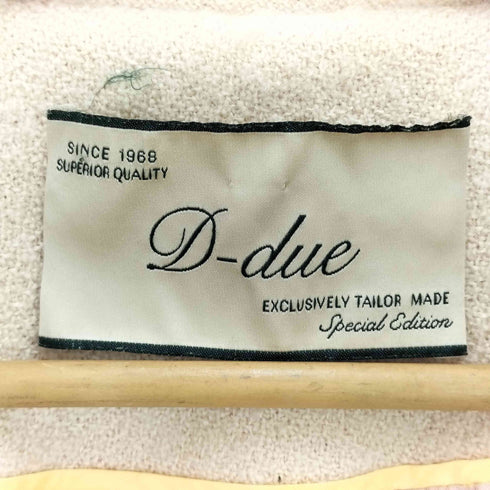 SINCE 1968
SUPERIOR QUALITY
D-due
EXCLUSIVELY TAILOR MADE
Special Edition